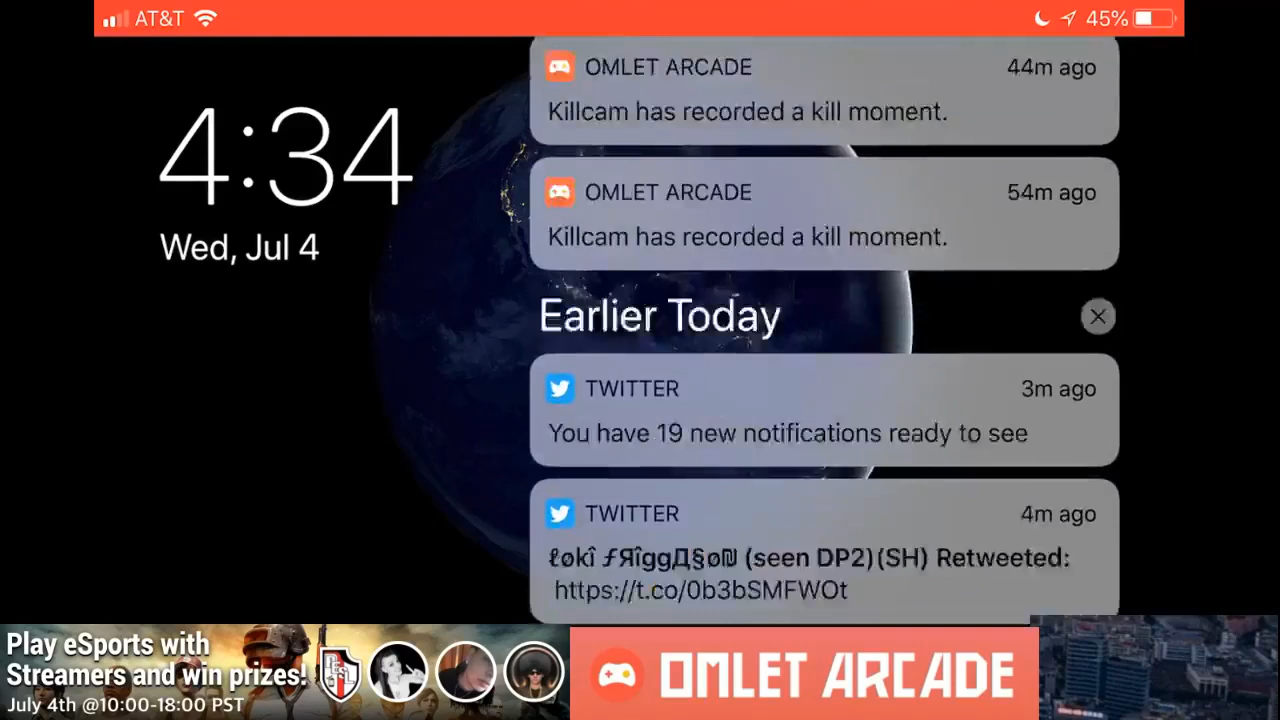 AT&T
45%
4:34
Wed, Jul 4
OMLET ARCADE 44m ago
Killcam has recorded a kill moment.
OMLET ARCADE 54m ago
Killcam has recorded a kill moment.
Earlier Today
TWITTER 3m ago
You have 19 new notifications ready to see
TWITTER 4m ago
ℓøkî ƒЯîggД§ø₪ (seen DP2)(SH) Retweeted:
https://t.co/0b3bSMFWOt
Play eSports with
Streamers and win prizes!
July 4th @10:00-18:00 PST
OMLET ARCADE